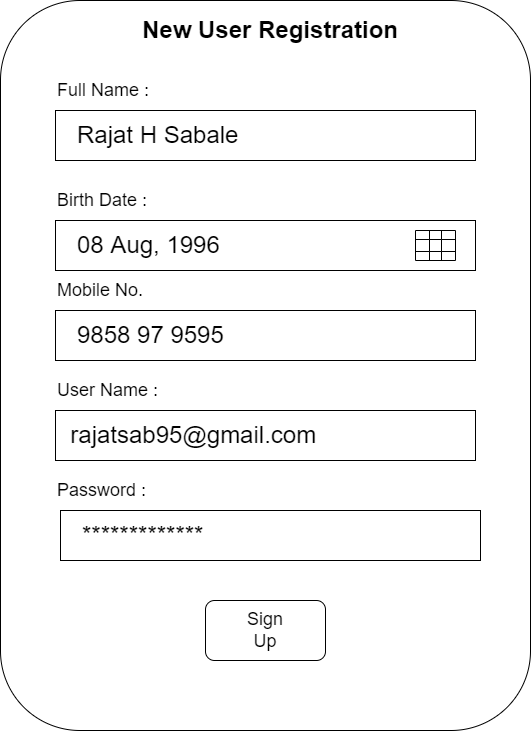 New User Registration
Full Name :
Rajat H Sabale
Birth Date :
08 Aug, 1996
Mobile No.
9858 97 9595
User Name :
rajatsab95@gmail.com
Password :
*************
Sign
Up